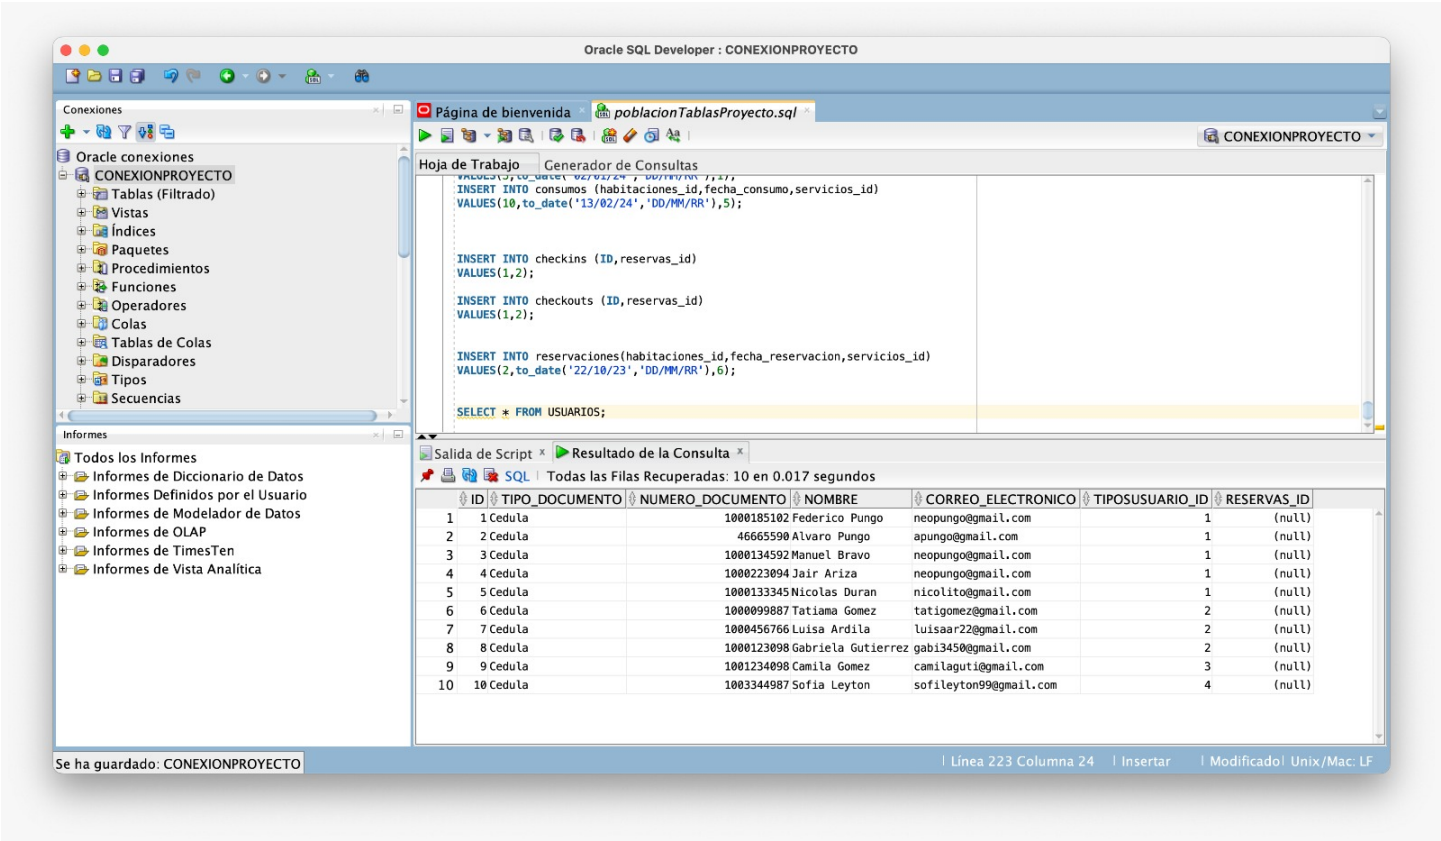 Oracle SQL Developer : CONEXIONPROYECTO
Conexiones
Oracle conexiones
CONEXIONPROYECTO
Tablas (Filtrado)
Vistas
Índices
Paquetes
Procedimientos
Funciones
Operadores
Colas
Tablas de Colas
Disparadores
Tipos
Secuencias
Informes
Todos los Informes
Informes de Diccionario de Datos
Informes Definidos por el Usuario
Informes de Modelador de Datos
Informes de OLAP
Informes de TimesTen
Informes de Vista Analítica
Página de bienvenida
poblacionTablasProyecto.sql
CONEXIONPROYECTO
Hoja de Trabajo Generador de Consultas
VALUES(5,to_date('02/01/24','DD/MM/RR'),1);
INSERT INTO consumos (habitaciones_id,fecha_consumo,servicios_id)
VALUES(10,to_date('13/02/24','DD/MM/RR'),5);
INSERT INTO checkins (ID,reservas_id)
VALUES(1,2);
INSERT INTO checkouts (ID,reservas_id)
VALUES(1,2);
INSERT INTO reservaciones(habitaciones_id,fecha_reservacion,servicios_id)
VALUES(2,to_date('22/10/23','DD/MM/RR'),6);
SELECT * FROM USUARIOS;
Salida de Script Resultado de la Consulta
SQL Todas las Filas Recuperadas: 10 en 0.017 segundos
ID TIPO_DOCUMENTO NUMERO_DOCUMENTO NOMBRE CORREO_ELECTRONICO TIPOSUSUARIO_ID RESERVAS_ID
1 1 Cedula 1000185102 Federico Pungo neopungo@gmail.com 1 (null)
2 2 Cedula 46665590 Alvaro Pungo apungo@gmail.com 1 (null)
3 3 Cedula 1000134592 Manuel Bravo neopungo@gmail.com 1 (null)
4 4 Cedula 1000223094 Jair Ariza neopungo@gmail.com 1 (null)
5 5 Cedula 1000133345 Nicolas Duran nicolito@gmail.com 1 (null)
6 6 Cedula 1000099887 Tatiama Gomez tatigomez@gmail.com 2 (null)
7 7 Cedula 1000456766 Luisa Ardila luisaar22@gmail.com 2 (null)
8 8 Cedula 1000123098 Gabriela Gutierrez gabi3450@gmail.com 2 (null)
9 9 Cedula 1001234098 Camila Gomez camilaguti@gmail.com 3 (null)
10 10 Cedula 1003344987 Sofia Leyton sofileyton99@gmail.com 4 (null)
Se ha guardado: CONEXIONPROYECTO
Línea 223 Columna 24 Insertar Modificado Unix/Mac: LF